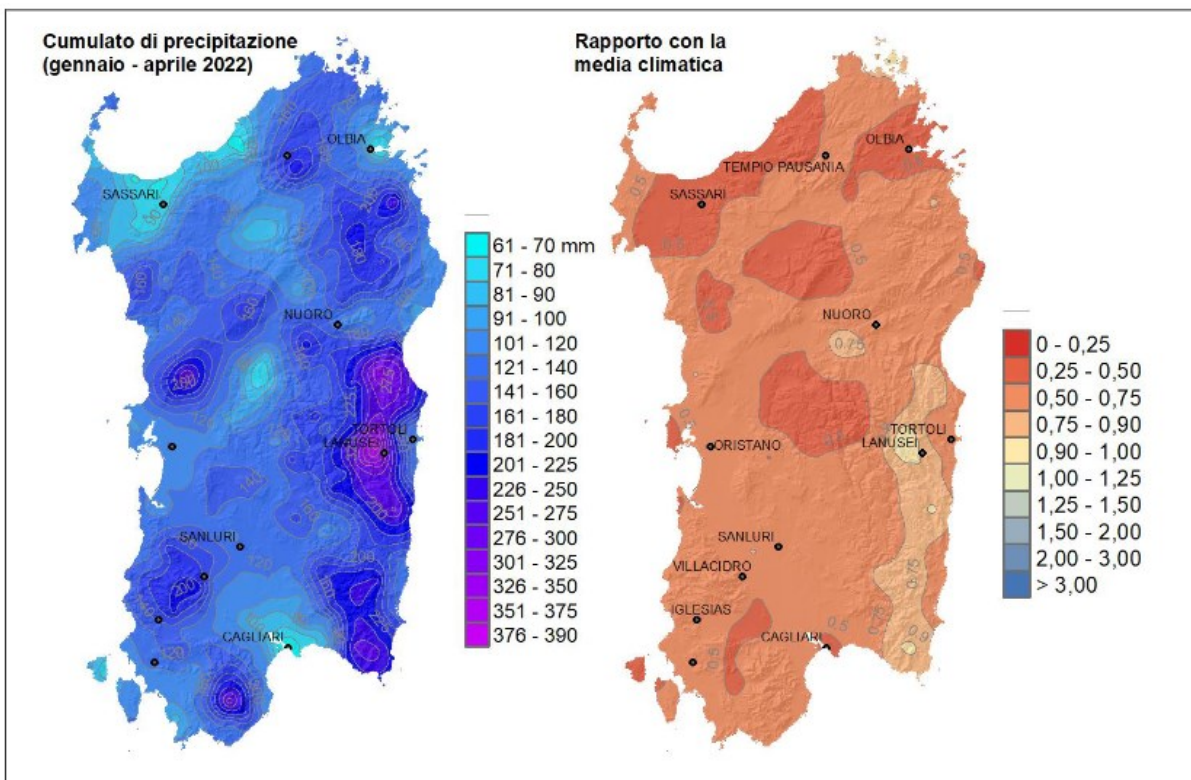 Cumulato di precipitazione
(gennaio - aprile 2022)
OLBIA
SASSARI
NUORO
TORTOLI
LANUSEI
SANLURI
CAGLIARI
61 - 70 mm
71 - 80
81 - 90
91 - 100
101 - 120
121 - 140
141 - 160
161 - 180
181 - 200
201 - 225
226 - 250
251 - 275
276 - 300
301 - 325
326 - 350
351 - 375
376 - 390
Rapporto con la
media climatica
OLBIA
TEMPIO PAUSANIA
SASSARI
NUORO
TORTOLI
LANUSEI
ORISTANO
SANLURI
VILLACIDRO
IGLESIAS
CAGLIARI
0 - 0,25
0,25 - 0,50
0,50 - 0,75
0,75 - 0,90
0,90 - 1,00
1,00 - 1,25
1,25 - 1,50
1,50 - 2,00
2,00 - 3,00
> 3,00